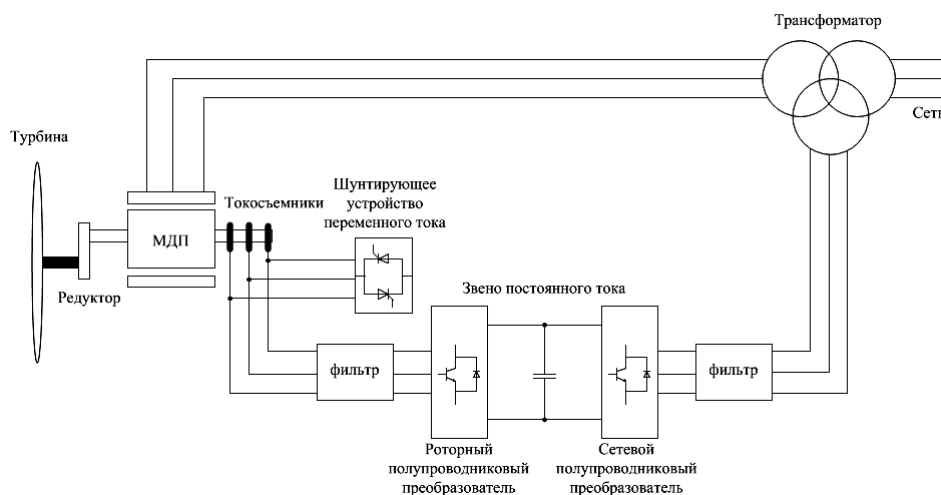 Трансформатор
Сеть
Турбина
Токосъемники
Шунтирующее
устройство
переменного тока
МДП
Редуктор
Звено постоянного тока
фильтр
фильтр
Роторный
полупроводниковый
преобразователь
Сетевой
полупроводниковый
преобразователь